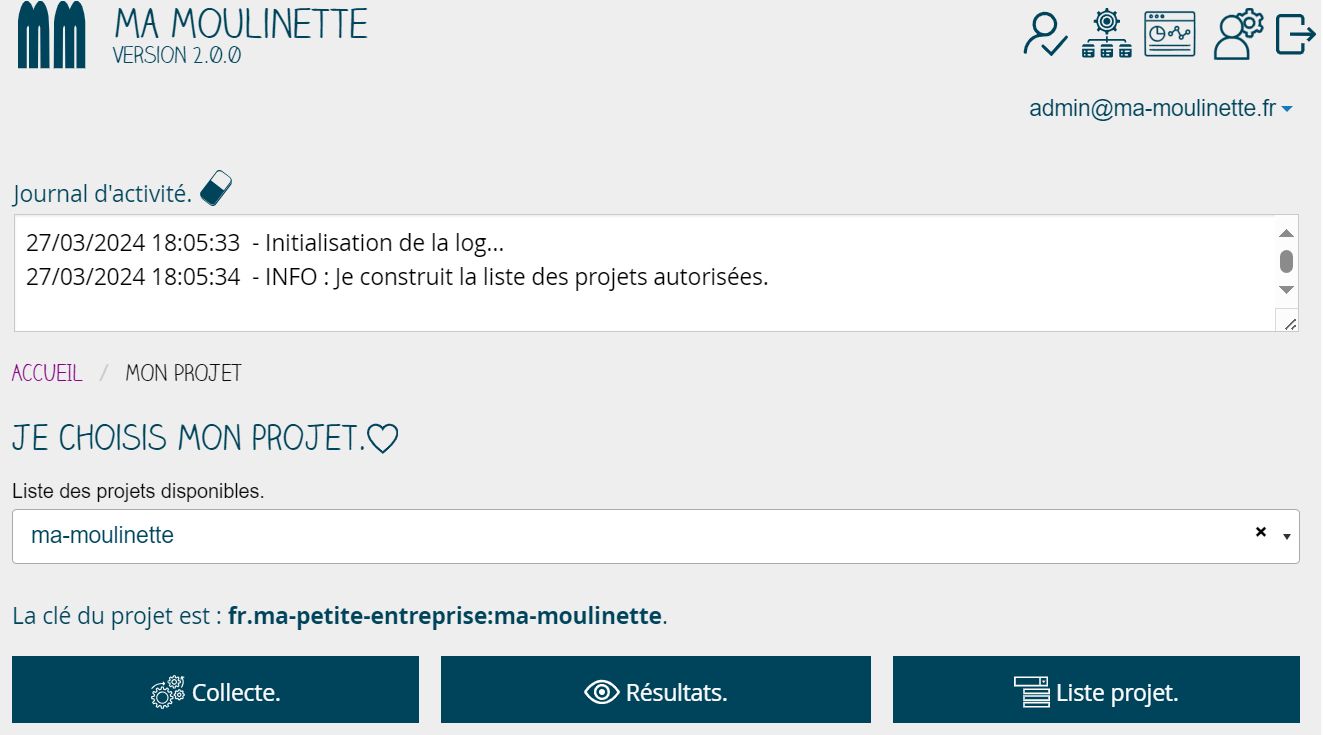 MA MOULINETTE
VERSION 2.0.0
admin@ma-moulinette.fr
Journal d'activité.
27/03/2024 18:05:33 - Initialisation de la log...
27/03/2024 18:05:34 - INFO : Je construit la liste des projets autorisées.
ACCUEIL / MON PROJET
JE CHOISIS MON PROJET.
Liste des projets disponibles.
ma-moulinette ×
La clé du projet est : fr.ma-petite-entreprise:ma-moulinette.
Collecte. Résultats. Liste projet.